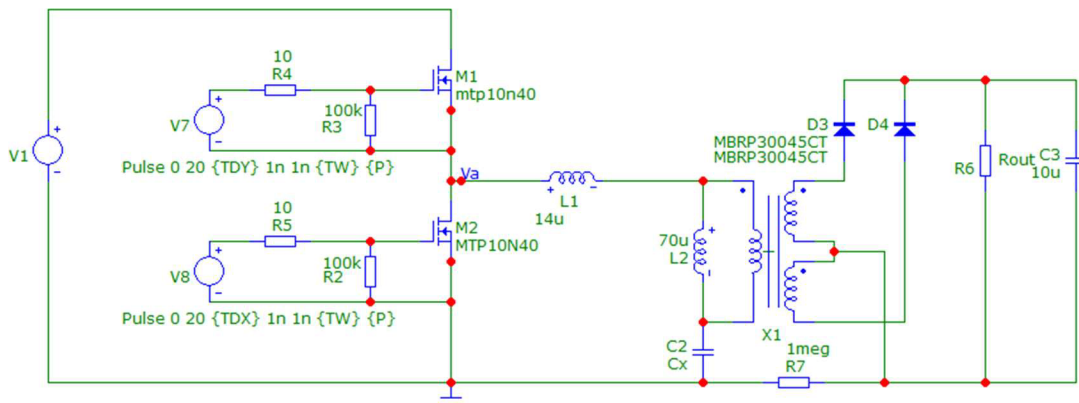 10
R4
M1
mtp10n40
100k
R3
V7
V1
Pulse 0 20 {TDY} 1n 1n {TW} {P}
D3
D4
MBRP30045CT
MBRP30045CT
R6
Rout
C3
10u
Va
L1
14u
10
R5
M2
MTP10N40
100k
R2
V8
Pulse 0 20 {TDX} 1n 1n {TW} {P}
70u
L2
X1
C2
Cx
1meg
R7